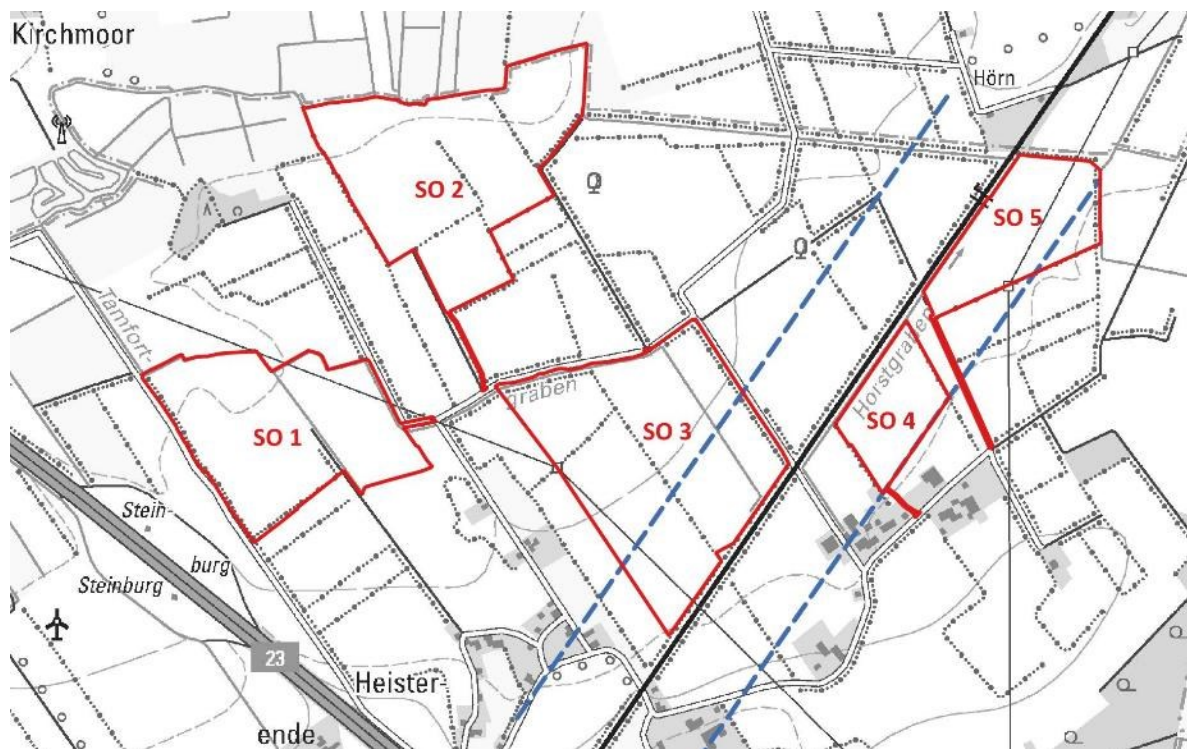 Kirchmoor
Hörn
SO 2
SO 5
Tamfort-
Horstgraben
graben
SO 4
SO 3
SO 1
Stein-
burg
Steinburg
23
Heister-
ende